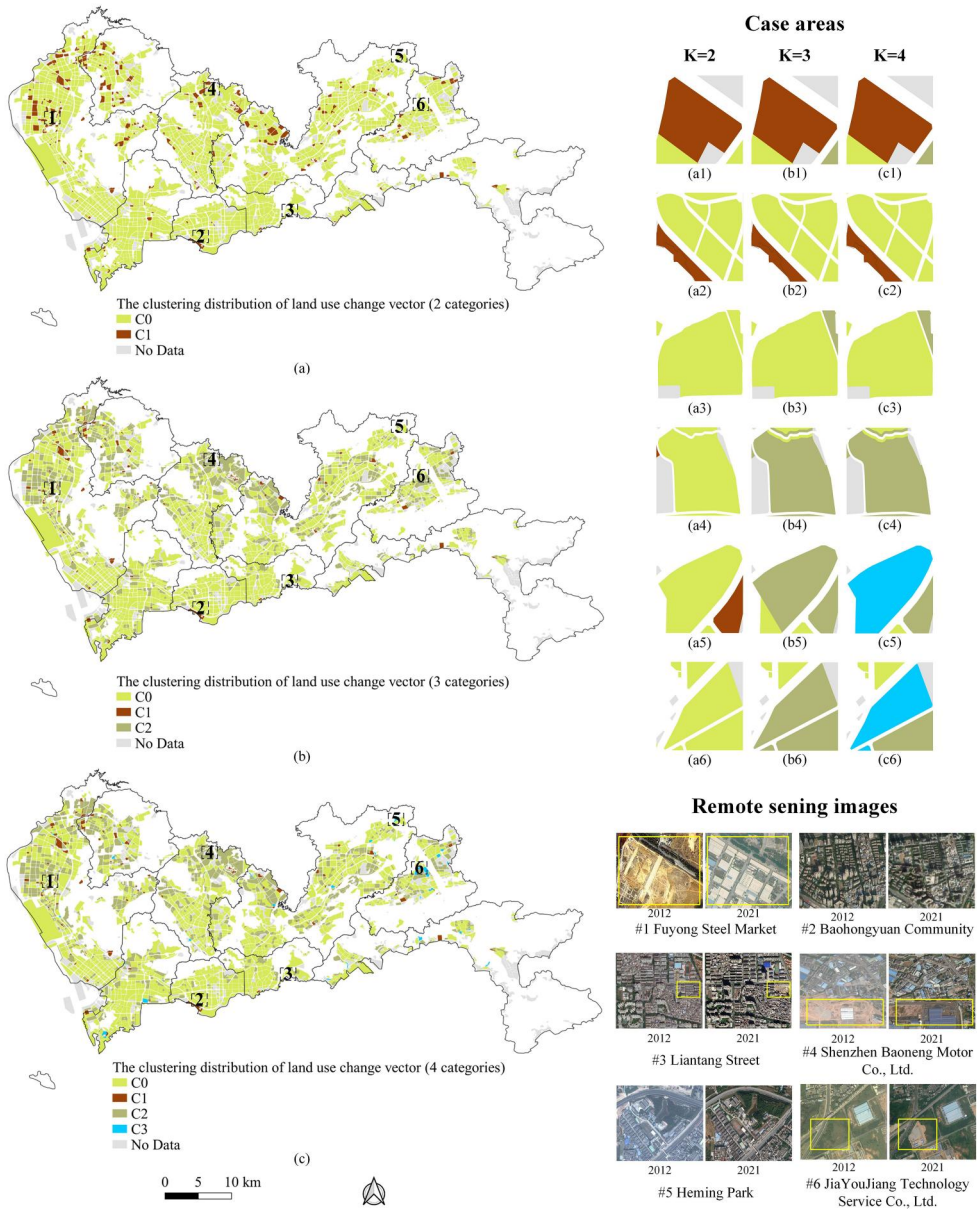 1
2
3
4
5
6
The clustering distribution of land use change vector (2 categories)
C0
C1
No Data
(a)
1
2
3
4
5
6
The clustering distribution of land use change vector (3 categories)
C0
C1
C2
No Data
(b)
1
2
3
4
5
6
The clustering distribution of land use change vector (4 categories)
C0
C1
C2
C3
No Data
(c)
0 5 10 km
Case areas
K=2 K=3 K=4
(a1) (b1) (c1)
(a2) (b2) (c2)
(a3) (b3) (c3)
(a4) (b4) (c4)
(a5) (b5) (c5)
(a6) (b6) (c6)
Remote sening images
2012 2021
#1 Fuyong Steel Market
2012 2021
#2 Baohongyuan Community
2012 2021
#3 Liantang Street
2012 2021
#4 Shenzhen Baoneng Motor
Co., Ltd.
2012 2021
#5 Heming Park
2012 2021
#6 JiaYouJiang Technology
Service Co., Ltd.